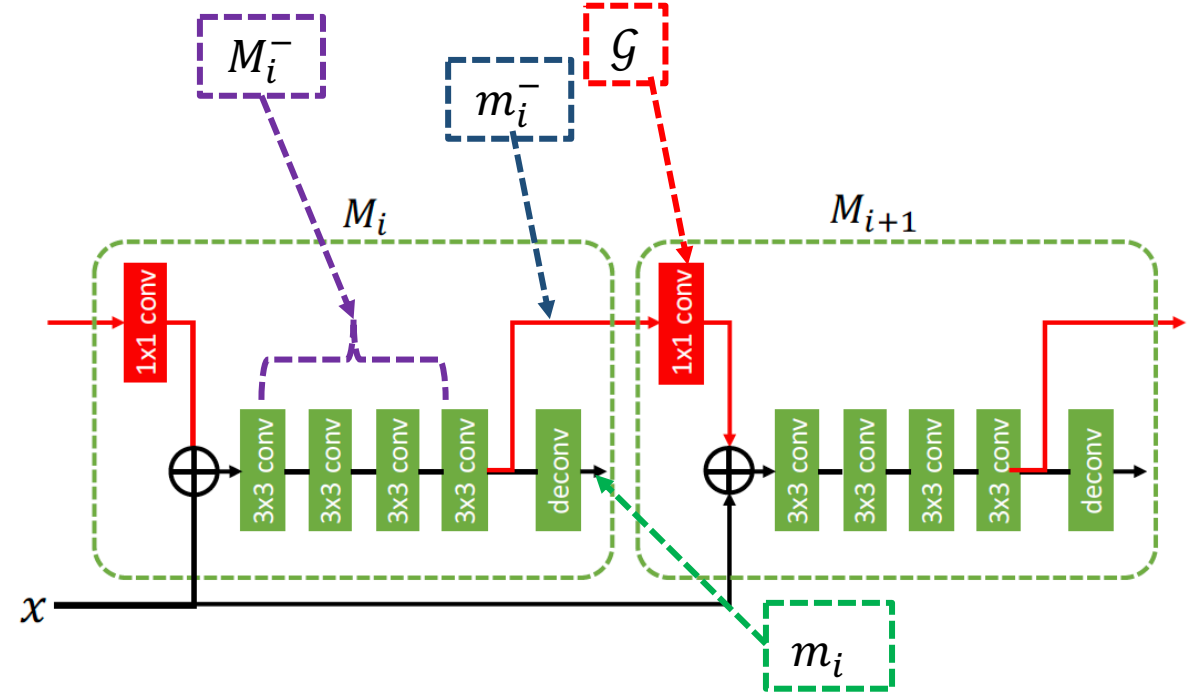 M_i^-
m_i^-
𝒢
M_i
M_{i+1}
1x1 conv
3x3 conv
3x3 conv
3x3 conv
3x3 conv
deconv
1x1 conv
3x3 conv
3x3 conv
3x3 conv
3x3 conv
deconv
x
m_i